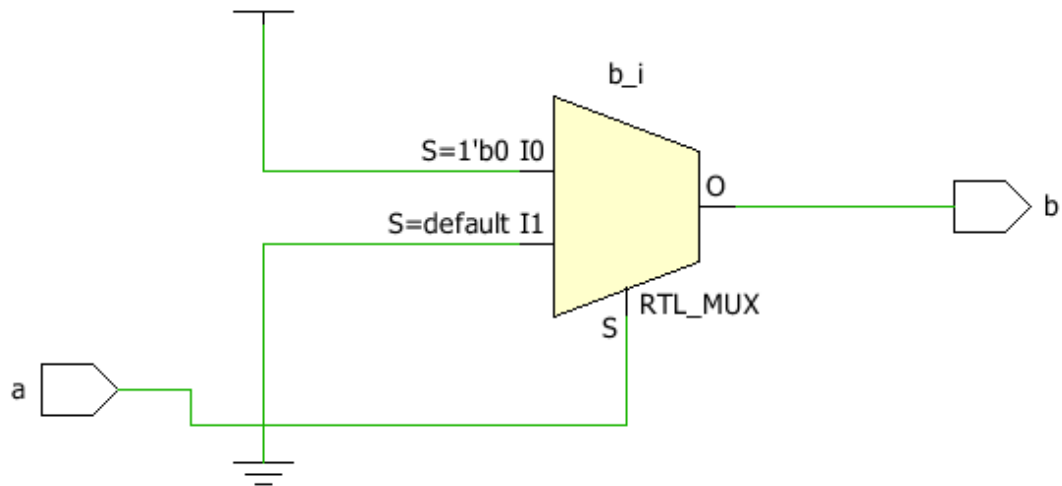 b_i
S=1'b0 I0
O
b
S=default I1
RTL_MUX
S
a